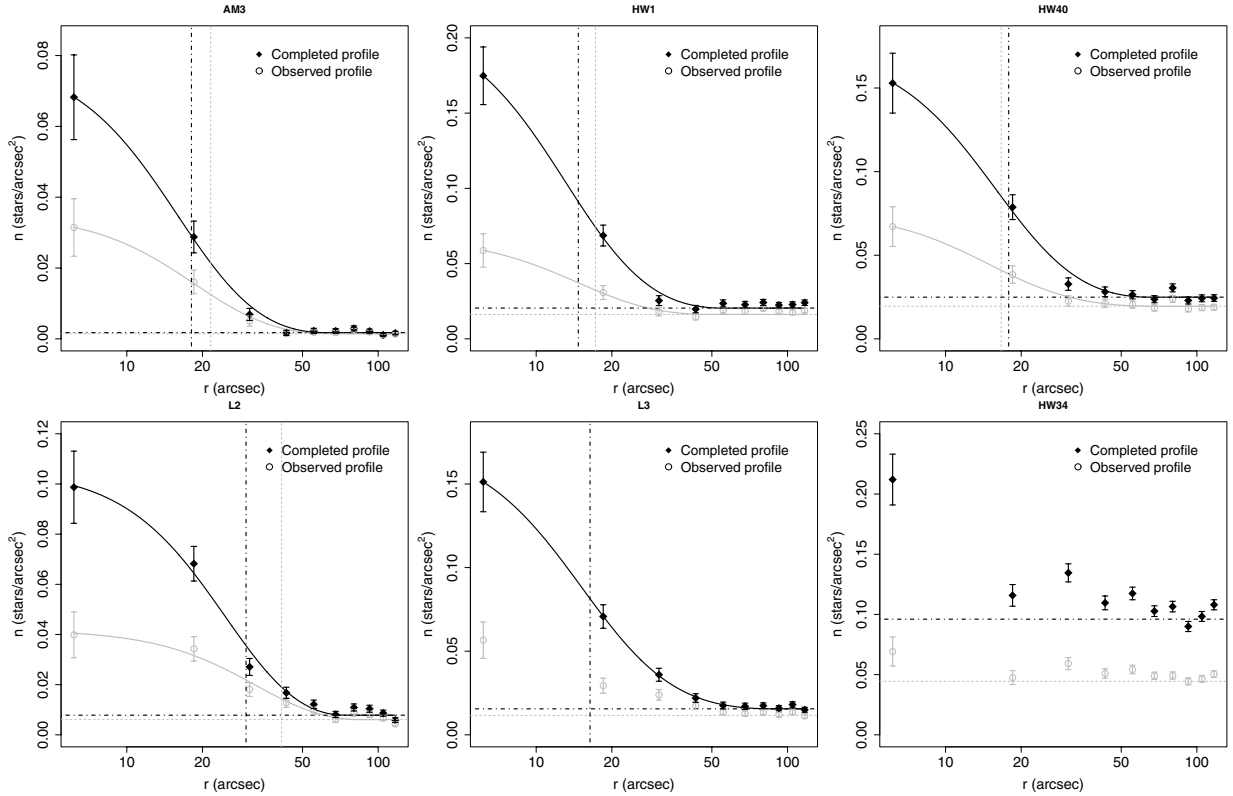 AM3
Completed profile
Observed profile
n (stars/arcsec²)
0.00 0.02 0.04 0.06 0.08
10 20 50 100
r (arcsec)
HW1
Completed profile
Observed profile
n (stars/arcsec²)
0.00 0.05 0.10 0.15 0.20
10 20 50 100
r (arcsec)
HW40
Completed profile
Observed profile
n (stars/arcsec²)
0.00 0.05 0.10 0.15
10 20 50 100
r (arcsec)
L2
Completed profile
Observed profile
n (stars/arcsec²)
0.00 0.02 0.04 0.06 0.08 0.10 0.12
10 20 50 100
r (arcsec)
L3
Completed profile
Observed profile
n (stars/arcsec²)
0.00 0.05 0.10 0.15
10 20 50 100
r (arcsec)
HW34
Completed profile
Observed profile
n (stars/arcsec²)
0.00 0.05 0.10 0.15 0.20 0.25
10 20 50 100
r (arcsec)